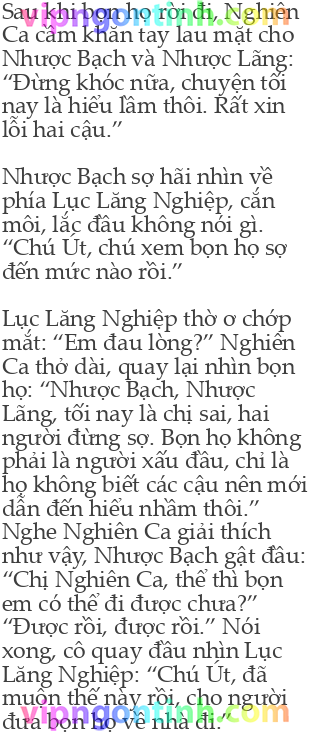 Sau khi bọn họ rời đi, Nghiên
Ca cầm khăn tay lau mặt cho
Nhược Bạch và Nhược Lãng:
“Đừng khóc nữa, chuyện tối
nay là hiểu lầm thôi. Rất xin
lỗi hai cậu.”

Nhược Bạch sợ hãi nhìn về
phía Lục Lăng Nghiệp, cắn
môi, lắc đầu không nói gì.
“Chú Út, chú xem bọn họ sợ
đến mức nào rồi.”

Lục Lăng Nghiệp thờ ơ chớp
mắt: “Em đau lòng?” Nghiên
Ca thở dài, quay lại nhìn bọn
họ: “Nhược Bạch, Nhược
Lãng, tối nay là chị sai, hai
người đừng sợ. Bọn họ không
phải là người xấu đâu, chỉ là
họ không biết các cậu nên mới
dẫn đến hiểu nhầm thôi.”
Nghe Nghiên Ca giải thích
như vậy, Nhược Bạch gật đầu:
“Chị Nghiên Ca, thế thì bọn
em có thể đi được chưa?”
“Được rồi, được rồi.” Nói
xong, cô quay đầu nhìn Lục
Lăng Nghiệp: “Chú Út, đã
muộn thế này rồi, cho người
đưa bọn họ về nhà đi.”
vipngontinh.com
vipngontinh.com